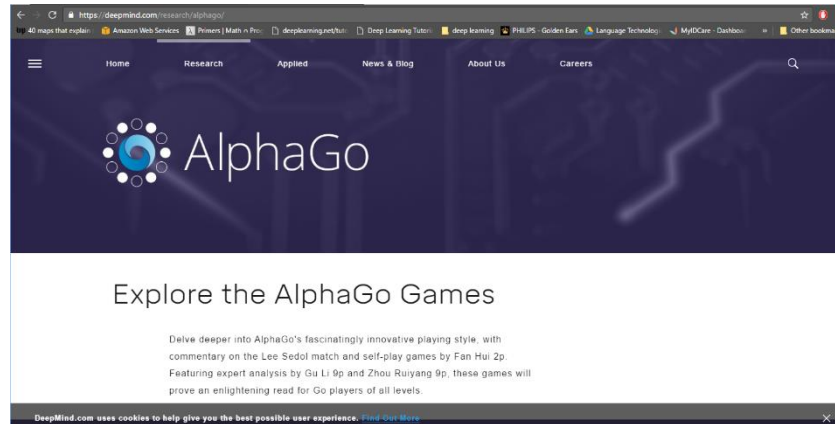 https://deepmind.com/research/alphago/
40 maps that explain Amazon Web Services Primers | Math ∩ Prog deeplearning.net/tuto Deep Learning Tutori deep learning PHILIPS - Golden Ears Language Technolog MyIDCare - Dashboar » Other bookma
Home Research Applied News & Blog About Us Careers
AlphaGo
Explore the AlphaGo Games
Delve deeper into AlphaGo's fascinatingly innovative playing style, with
commentary on the Lee Sedol match and self-play games by Fan Hui 2p.
Featuring expert analysis by Gu Li 9p and Zhou Ruiyang 9p, these games will
prove an enlightening read for Go players of all levels.
DeepMind.com uses cookies to help give you the best possible user experience. Find Out More